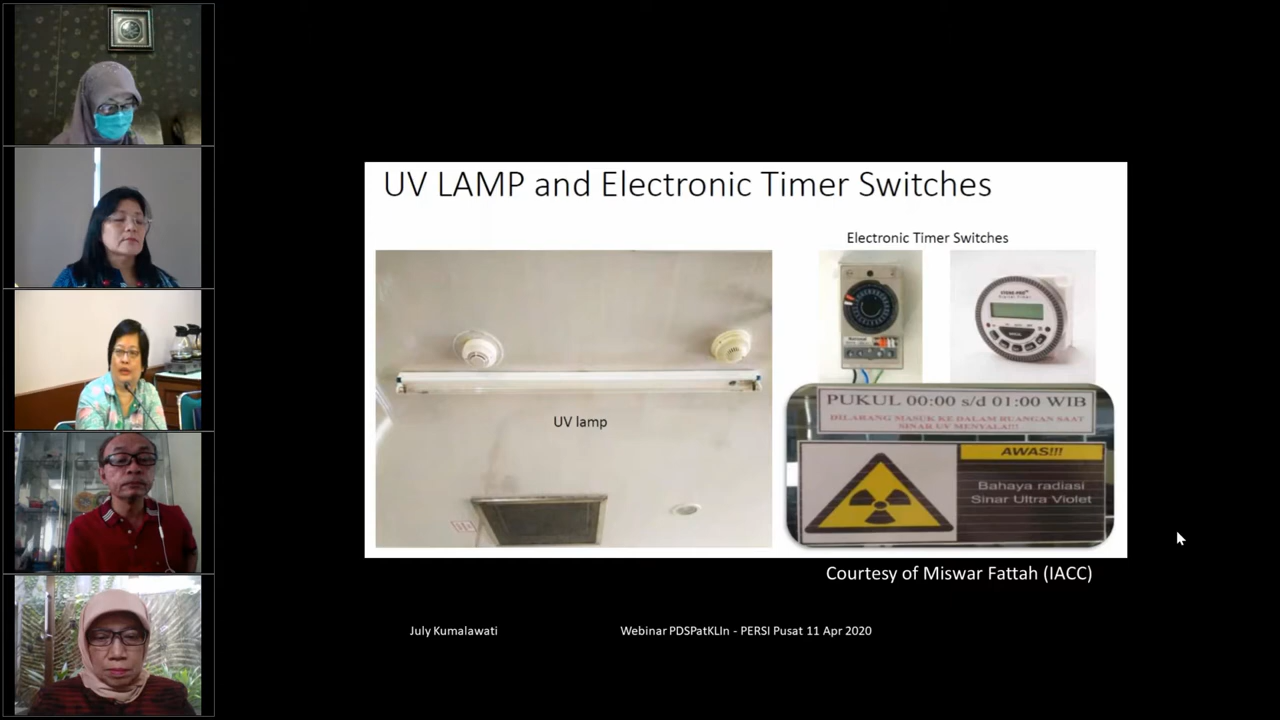 UV LAMP and Electronic Timer Switches
Electronic Timer Switches
UV lamp
PUKUL 00:00 s/d 01:00 WIB
DILARANG MASUK KE DALAM RUANGAN SAAT
SINAR UV MENYALA!!!
AWAS!!!
Bahaya radiasi
Sinar Ultra Violet
Courtesy of Miswar Fattah (IACC)
July Kumalawati
Webinar PDSPatKLIn - PERSI Pusat 11 Apr 2020